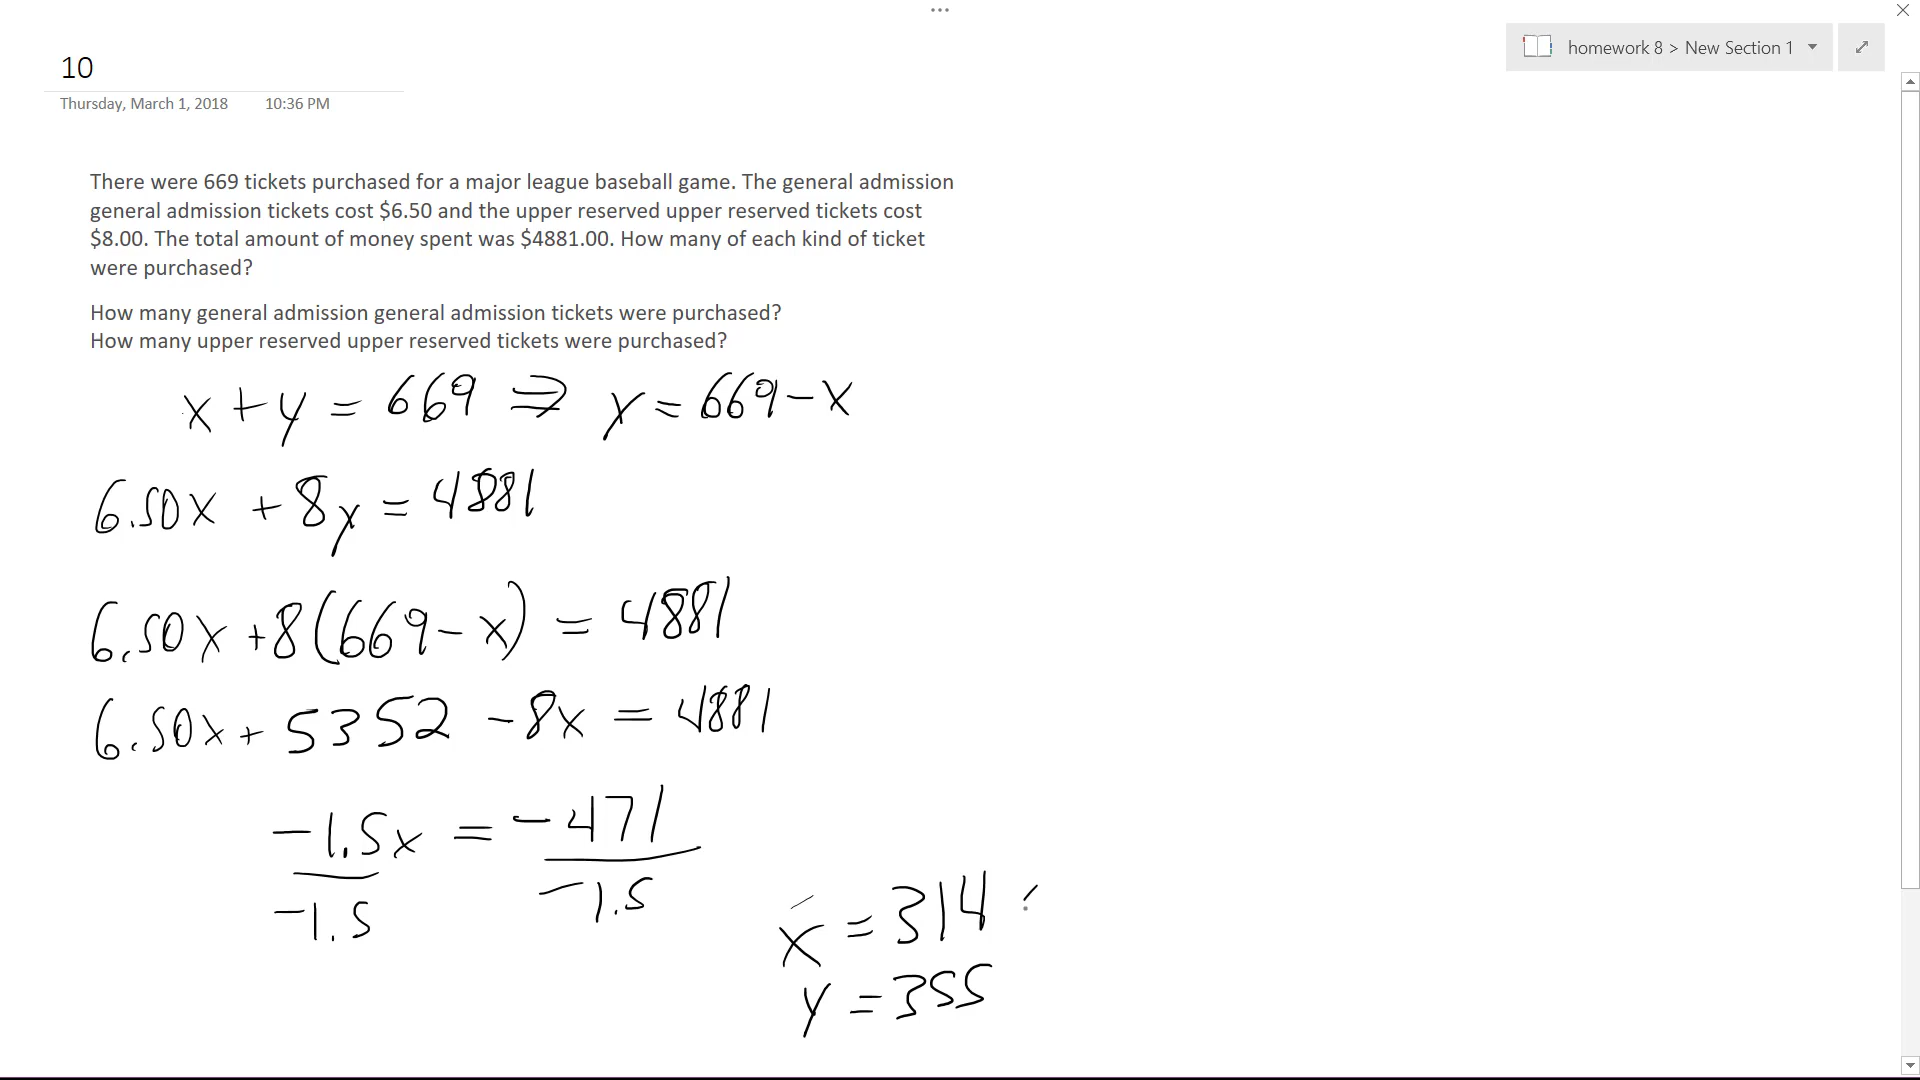 ...
homework 8 > New Section 1
10
Thursday, March 1, 2018 10:36 PM
There were 669 tickets purchased for a major league baseball game. The general admission
general admission tickets cost $6.50 and the upper reserved upper reserved tickets cost
$8.00. The total amount of money spent was $4881.00. How many of each kind of ticket
were purchased?
How many general admission general admission tickets were purchased?
How many upper reserved upper reserved tickets were purchased?
x + y = 669 ⇒ y = 669 - x
6.50x + 8y = 4881
6.50x + 8(669 - x) = 4881
6.50x + 5352 - 8x = 4881
-1.5x = -471
-1.5 -1.5
x = 314
y = 355